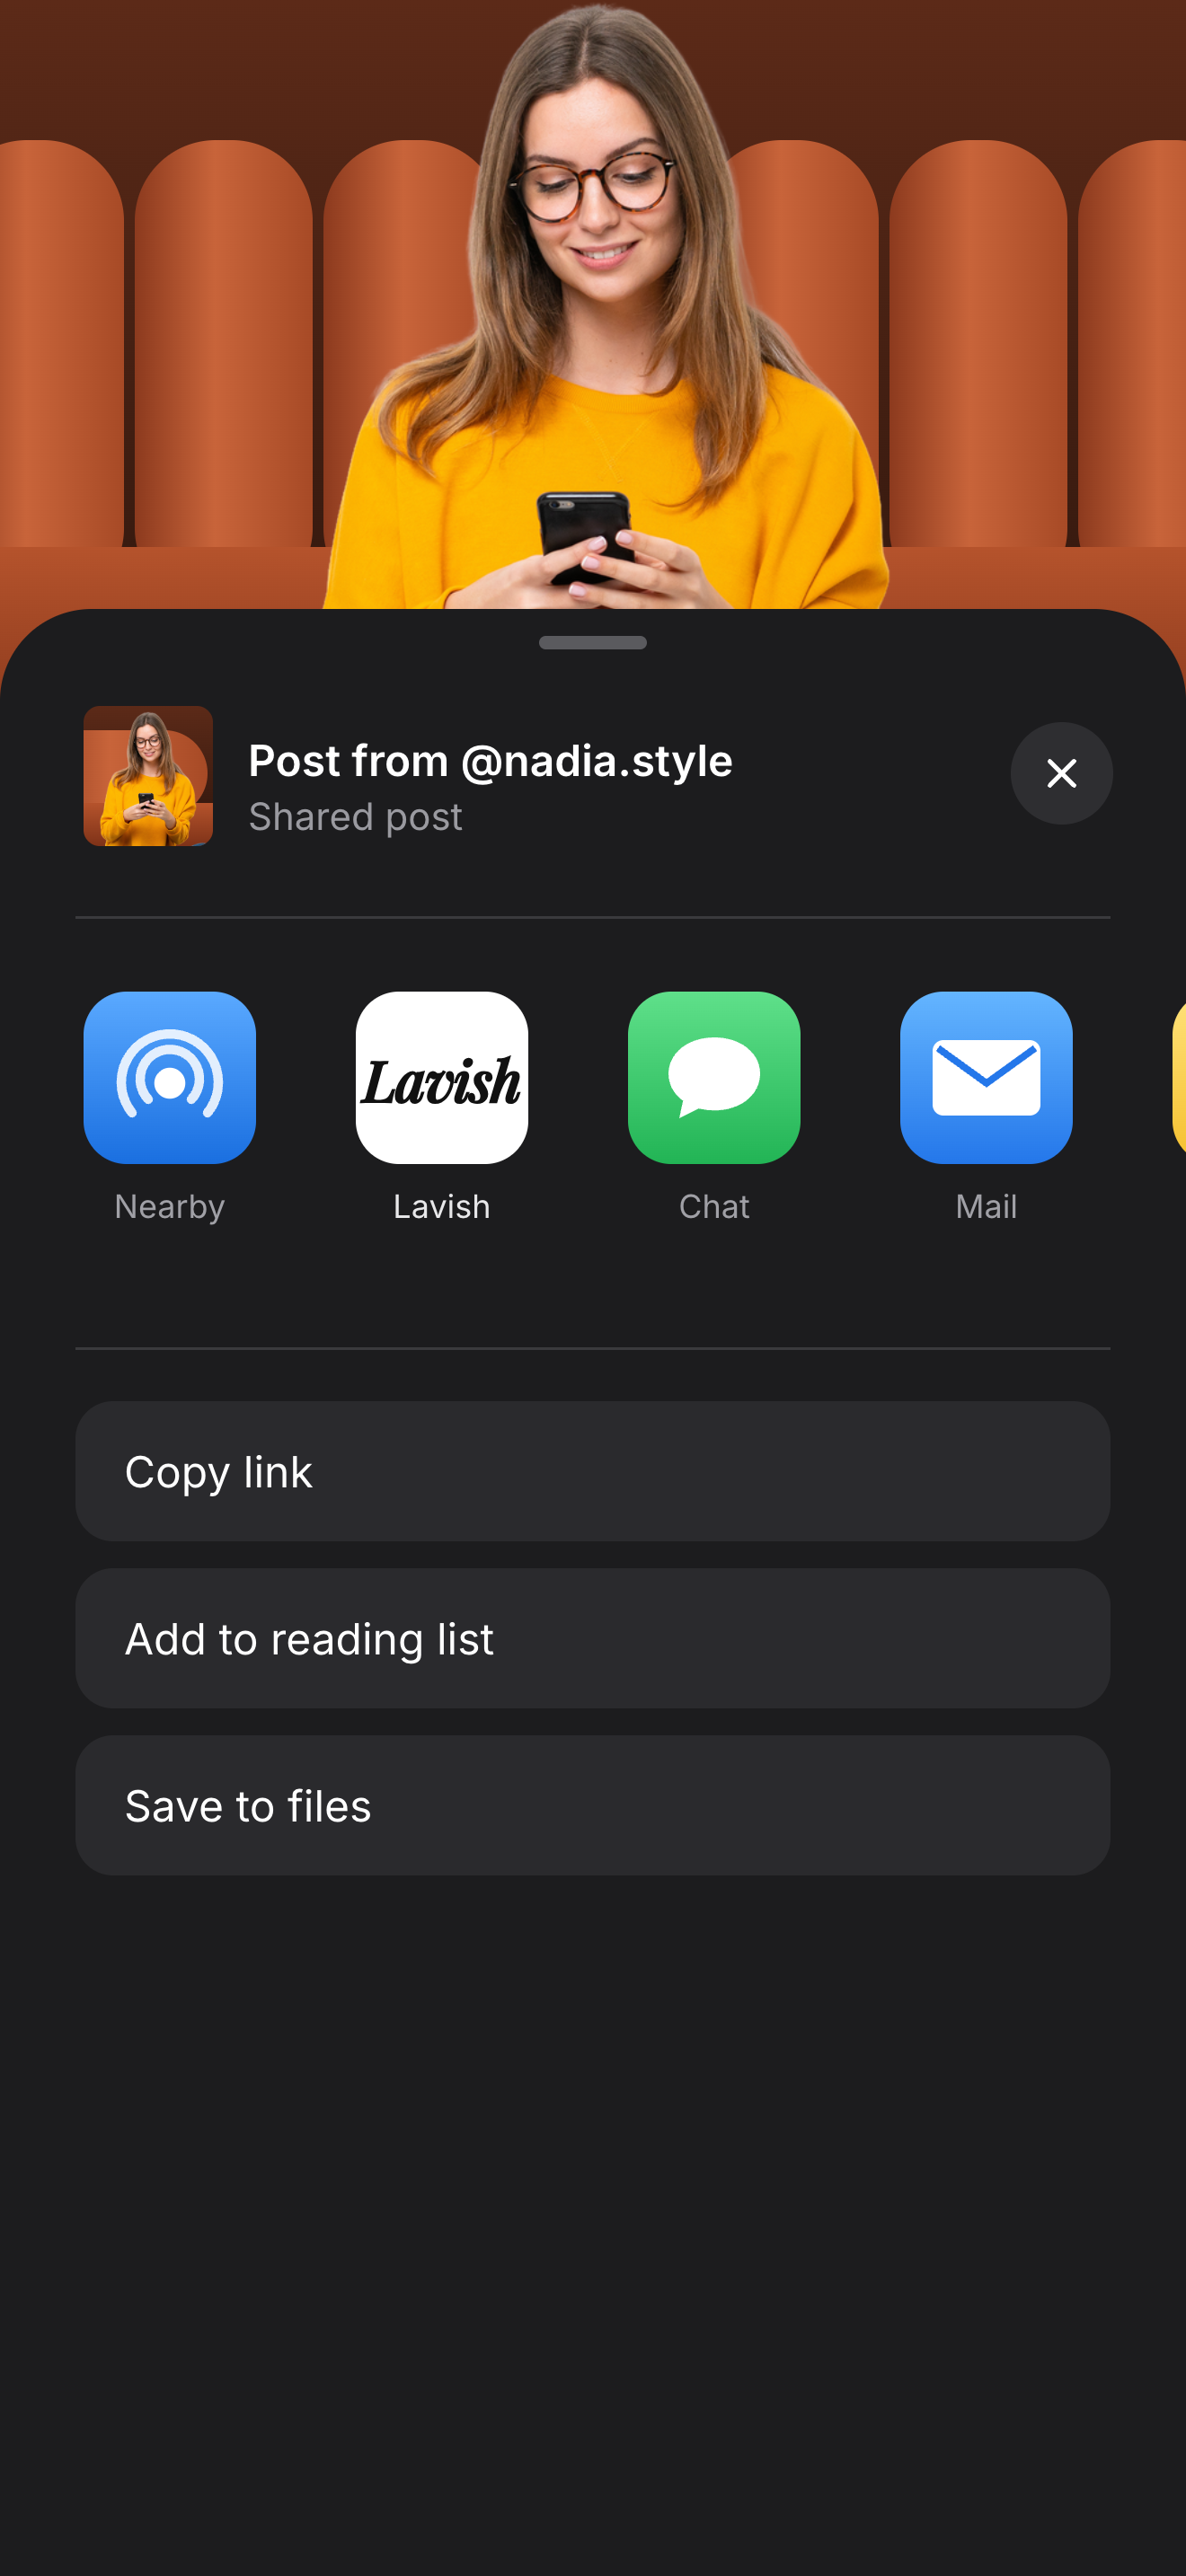 Post from @nadia.style
Shared post
Lavish
Nearby
Lavish
Chat
Mail
Copy link
Add to reading list
Save to files